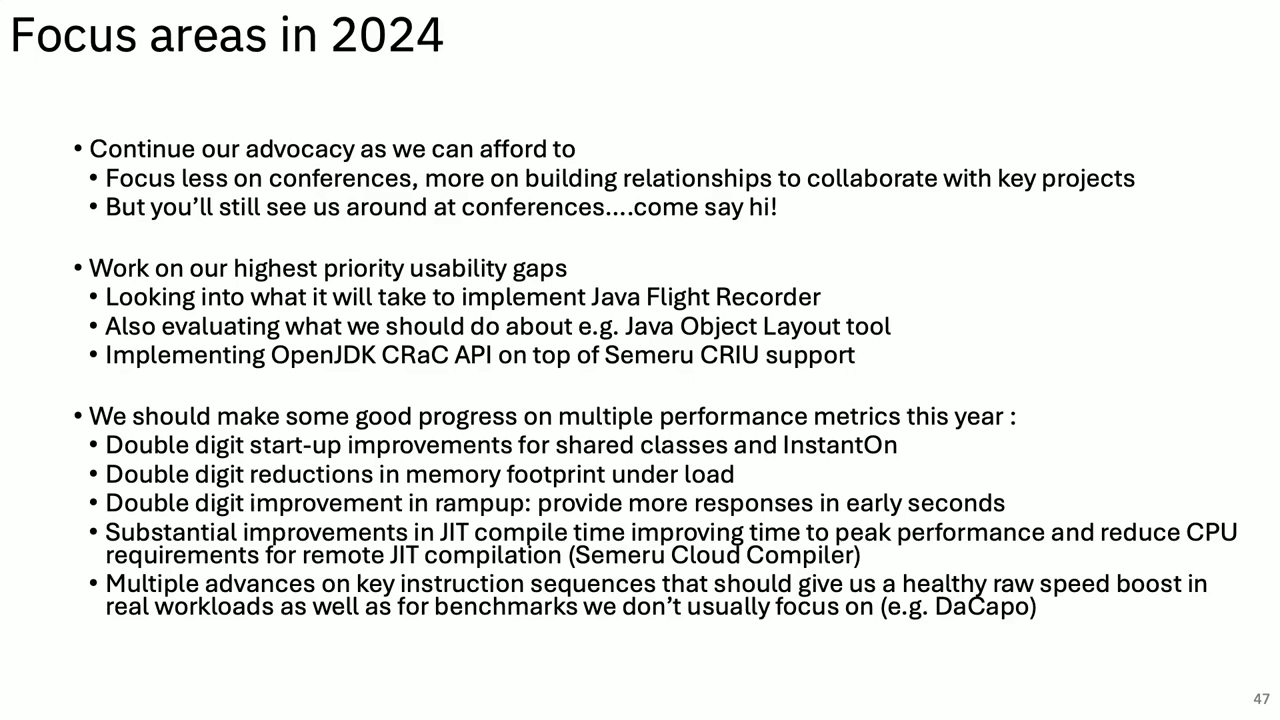 Focus areas in 2024
• Continue our advocacy as we can afford to
• Focus less on conferences, more on building relationships to collaborate with key projects
• But you’ll still see us around at conferences....come say hi!
• Work on our highest priority usability gaps
• Looking into what it will take to implement Java Flight Recorder
• Also evaluating what we should do about e.g. Java Object Layout tool
• Implementing OpenJDK CRaC API on top of Semeru CRIU support
• We should make some good progress on multiple performance metrics this year :
• Double digit start-up improvements for shared classes and InstantOn
• Double digit reductions in memory footprint under load
• Double digit improvement in rampup: provide more responses in early seconds
• Substantial improvements in JIT compile time improving time to peak performance and reduce CPU
requirements for remote JIT compilation (Semeru Cloud Compiler)
• Multiple advances on key instruction sequences that should give us a healthy raw speed boost in
real workloads as well as for benchmarks we don’t usually focus on (e.g. DaCapo)
47